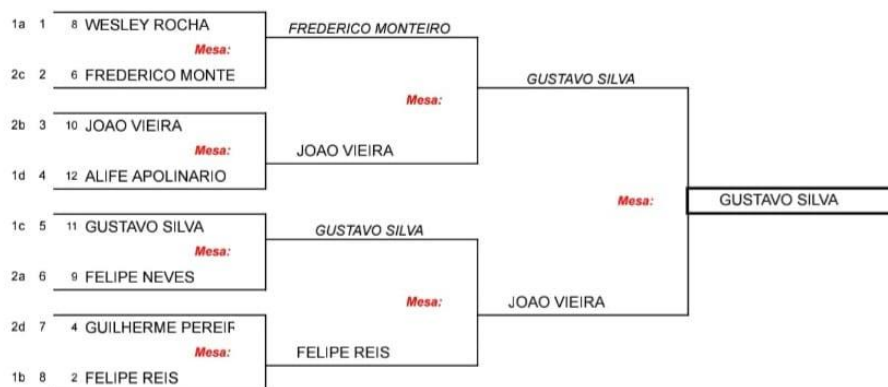 1a 1 8 WESLEY ROCHA
FREDERICO MONTEIRO
Mesa:
2c 2 6 FREDERICO MONTE
GUSTAVO SILVA
Mesa:
2b 3 10 JOAO VIEIRA
Mesa:
JOAO VIEIRA
1d 4 12 ALIFE APOLINARIO
Mesa:
GUSTAVO SILVA
1c 5 11 GUSTAVO SILVA
GUSTAVO SILVA
Mesa:
2a 6 9 FELIPE NEVES
Mesa:
JOAO VIEIRA
2d 7 4 GUILHERME PEREIR
Mesa:
FELIPE REIS
1b 8 2 FELIPE REIS